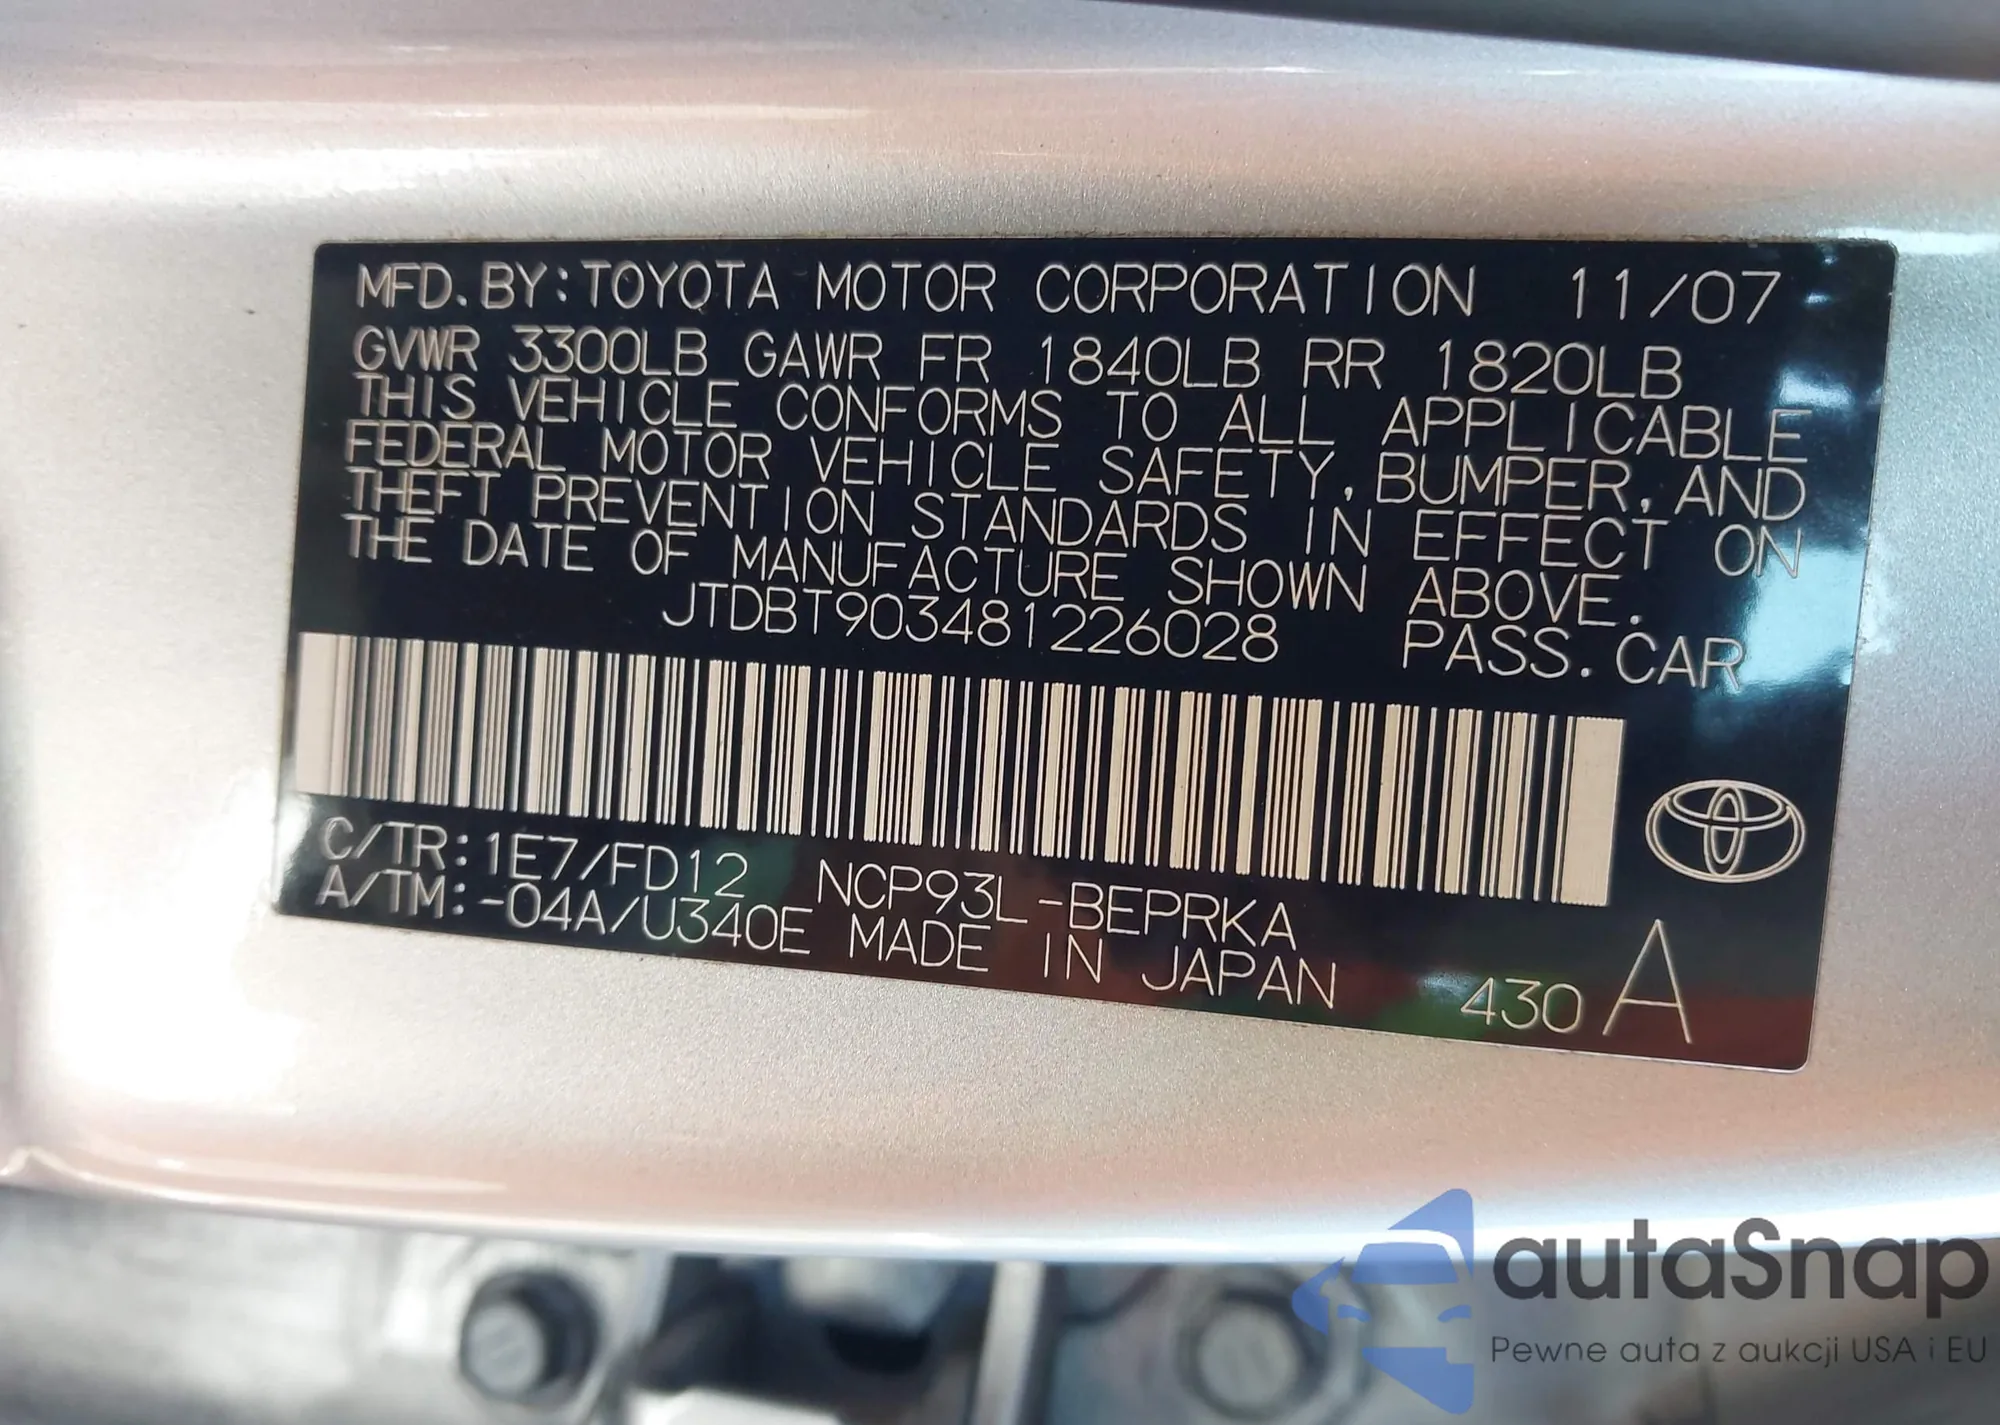 MFD. BY: TOYOTA MOTOR CORPORATION 11/07
GVWR 3300LB GAWR FR 1840LB RR 1820LB
THIS VEHICLE CONFORMS TO ALL APPLICABLE
FEDERAL MOTOR VEHICLE SAFETY, BUMPER, AND
THEFT PREVENTION STANDARDS IN EFFECT ON
THE DATE OF MANUFACTURE SHOWN ABOVE.
JTDBT903481226028 PASS. CAR
C/TR: 1E7/FD12 NCP93L-BEPRKA
A/TM: -04A/U340E MADE IN JAPAN 430 A
autaSnap
Pewne auta z aukcji USA i EU